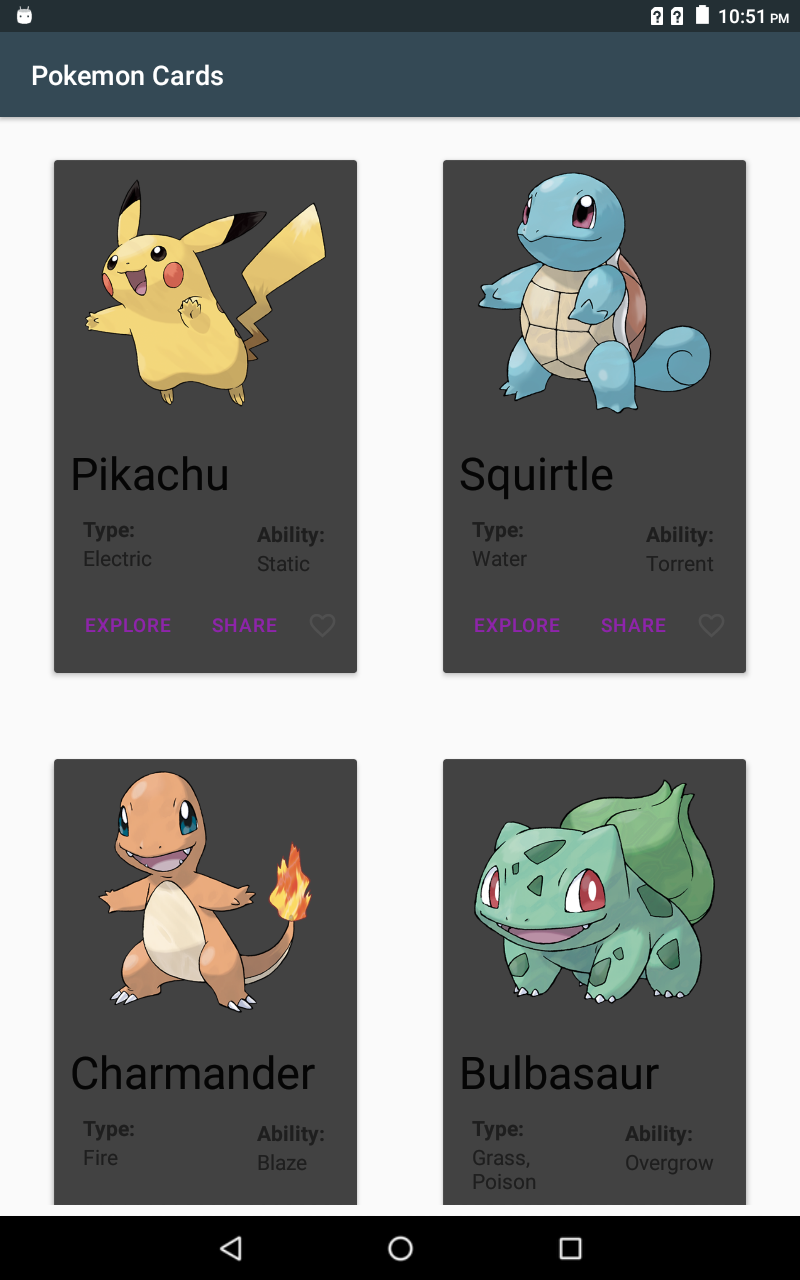 10:51 PM
Pokemon Cards
Pikachu
Type:
Electric
Ability:
Static
EXPLORE SHARE
Squirtle
Type:
Water
Ability:
Torrent
EXPLORE SHARE
Charmander
Type:
Fire
Ability:
Blaze
Bulbasaur
Type:
Grass,
Poison
Ability:
Overgrow